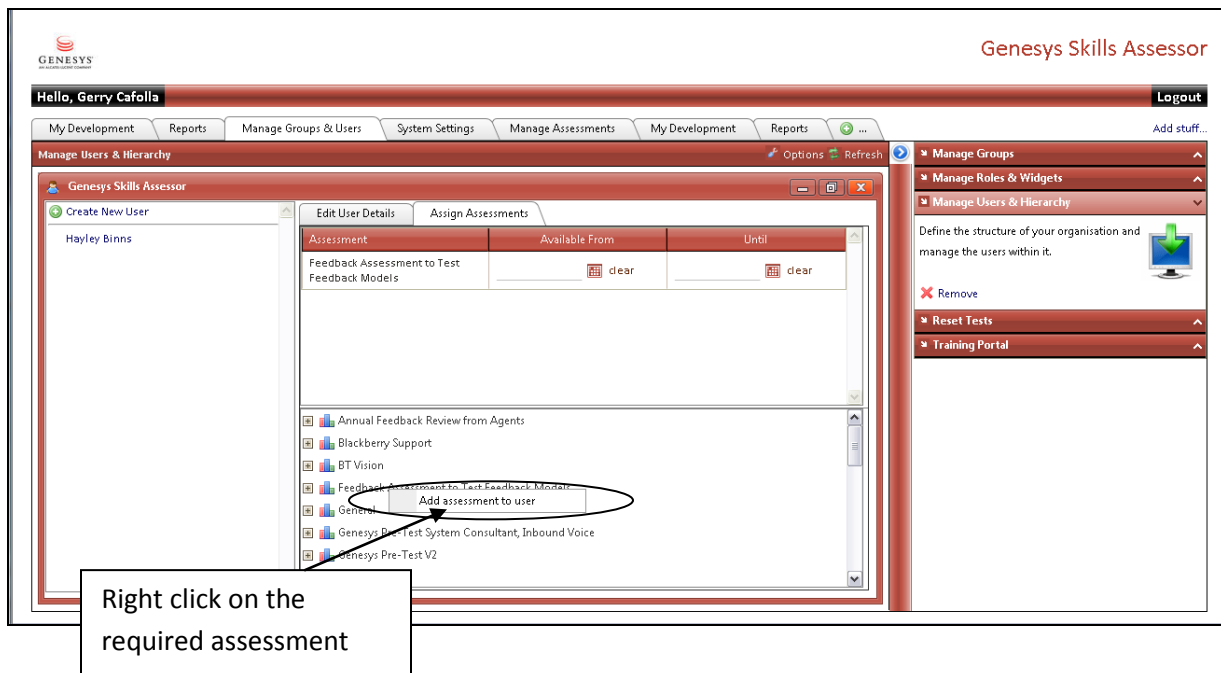 GENESYS
AN ALCATEL-LUCENT COMPANY
Genesys Skills Assessor
Hello, Gerry Cafolla
Logout
My Development
Reports
Manage Groups & Users
System Settings
Manage Assessments
My Development
Reports
...
Add stuff...
Manage Users & Hierarchy
Options
Refresh
Genesys Skills Assessor
Create New User
Hayley Binns
Edit User Details
Assign Assessments
Assessment
Available From
Until
Feedback Assessment to Test
Feedback Models
clear
clear
Annual Feedback Review from Agents
Blackberry Support
BT Vision
Feedback Assessment to Test Feedback Models
Add assessment to user
General
Genesys Pre-Test System Consultant, Inbound Voice
Genesys Pre-Test V2
Manage Groups
Manage Roles & Widgets
Manage Users & Hierarchy
Define the structure of your organisation and
manage the users within it.
Remove
Reset Tests
Training Portal
Right click on the
required assessment